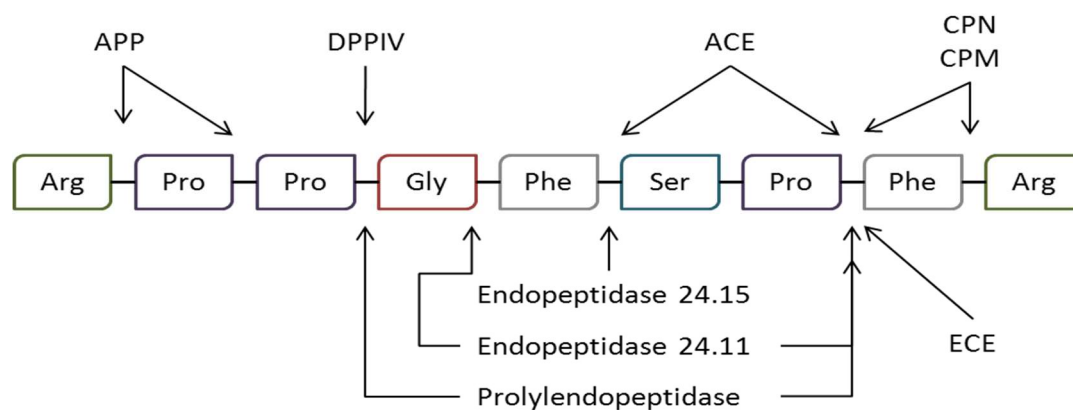 APP
DPPIV
ACE
CPN
CPM
Arg
Pro
Pro
Gly
Phe
Ser
Pro
Phe
Arg
Endopeptidase 24.15
Endopeptidase 24.11
ECE
Prolylendopeptidase